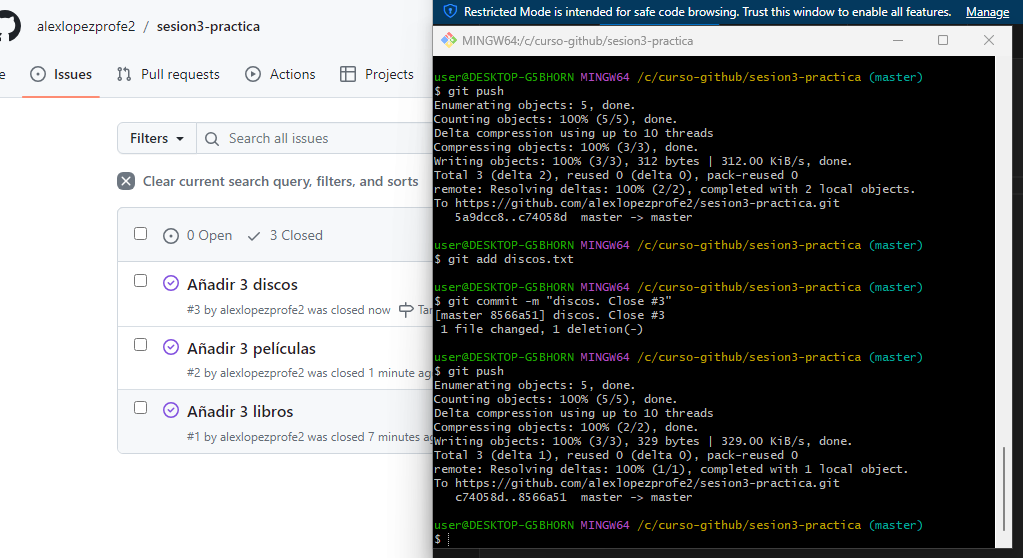 alexlopezprofe2 / sesion3-practica
e Issues Pull requests Actions Projects
Filters Search all issues
Clear current search query, filters, and sorts
0 Open 3 Closed
Añadir 3 discos
#3 by alexlopezprofe2 was closed now Tar
Añadir 3 películas
#2 by alexlopezprofe2 was closed 1 minute ag
Añadir 3 libros
#1 by alexlopezprofe2 was closed 7 minutes ag
Restricted Mode is intended for safe code browsing. Trust this window to enable all features. Manage
MINGW64:/c/curso-github/sesion3-practica
user@DESKTOP-G5BHORN MINGW64 /c/curso-github/sesion3-practica (master)
$ git push
Enumerating objects: 5, done.
Counting objects: 100% (5/5), done.
Delta compression using up to 10 threads
Compressing objects: 100% (3/3), done.
Writing objects: 100% (3/3), 312 bytes | 312.00 KiB/s, done.
Total 3 (delta 2), reused 0 (delta 0), pack-reused 0
remote: Resolving deltas: 100% (2/2), completed with 2 local objects.
To https://github.com/alexlopezprofe2/sesion3-practica.git
5a9dcc8..c74058d master -> master
user@DESKTOP-G5BHORN MINGW64 /c/curso-github/sesion3-practica (master)
$ git add discos.txt
user@DESKTOP-G5BHORN MINGW64 /c/curso-github/sesion3-practica (master)
$ git commit -m "discos. Close #3"
[master 8566a51] discos. Close #3
1 file changed, 1 deletion(-)
user@DESKTOP-G5BHORN MINGW64 /c/curso-github/sesion3-practica (master)
$ git push
Enumerating objects: 5, done.
Counting objects: 100% (5/5), done.
Delta compression using up to 10 threads
Compressing objects: 100% (2/2), done.
Writing objects: 100% (3/3), 329 bytes | 329.00 KiB/s, done.
Total 3 (delta 1), reused 0 (delta 0), pack-reused 0
remote: Resolving deltas: 100% (1/1), completed with 1 local object.
To https://github.com/alexlopezprofe2/sesion3-practica.git
c74058d..8566a51 master -> master
user@DESKTOP-G5BHORN MINGW64 /c/curso-github/sesion3-practica (master)
$